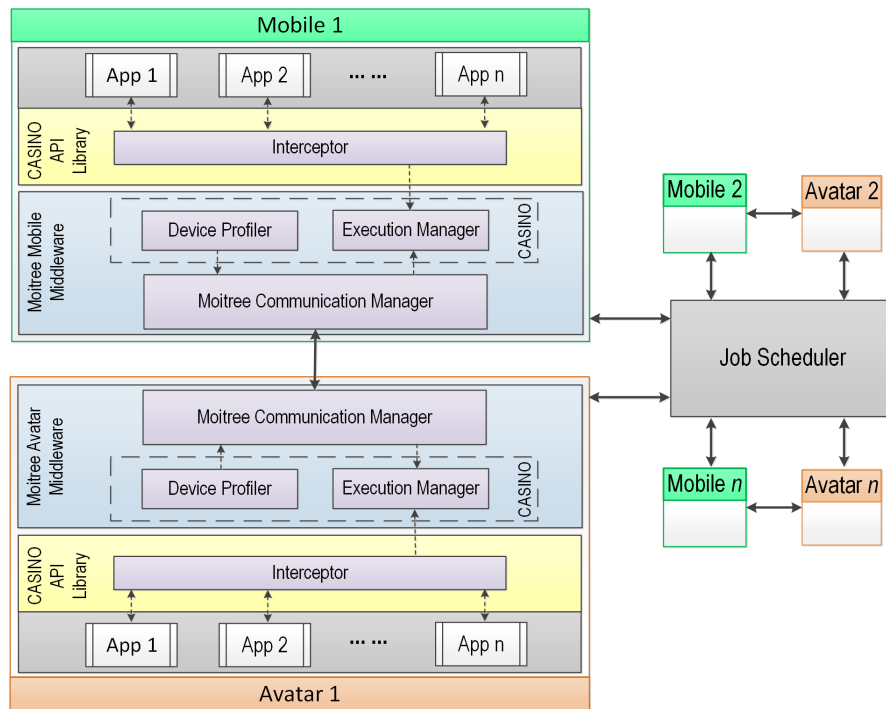 Mobile 1
App 1
App 2
... ...
App n
CASINO
API
Library
Interceptor
Moitree Mobile
Middleware
Device Profiler
Execution Manager
CASINO
Moitree Communication Manager
Moitree Avatar
Middleware
Moitree Communication Manager
Device Profiler
Execution Manager
CASINO
CASINO
API
Library
Interceptor
App 1
App 2
... ...
App n
Avatar 1
Mobile 2
Avatar 2
Job Scheduler
Mobile n
Avatar n